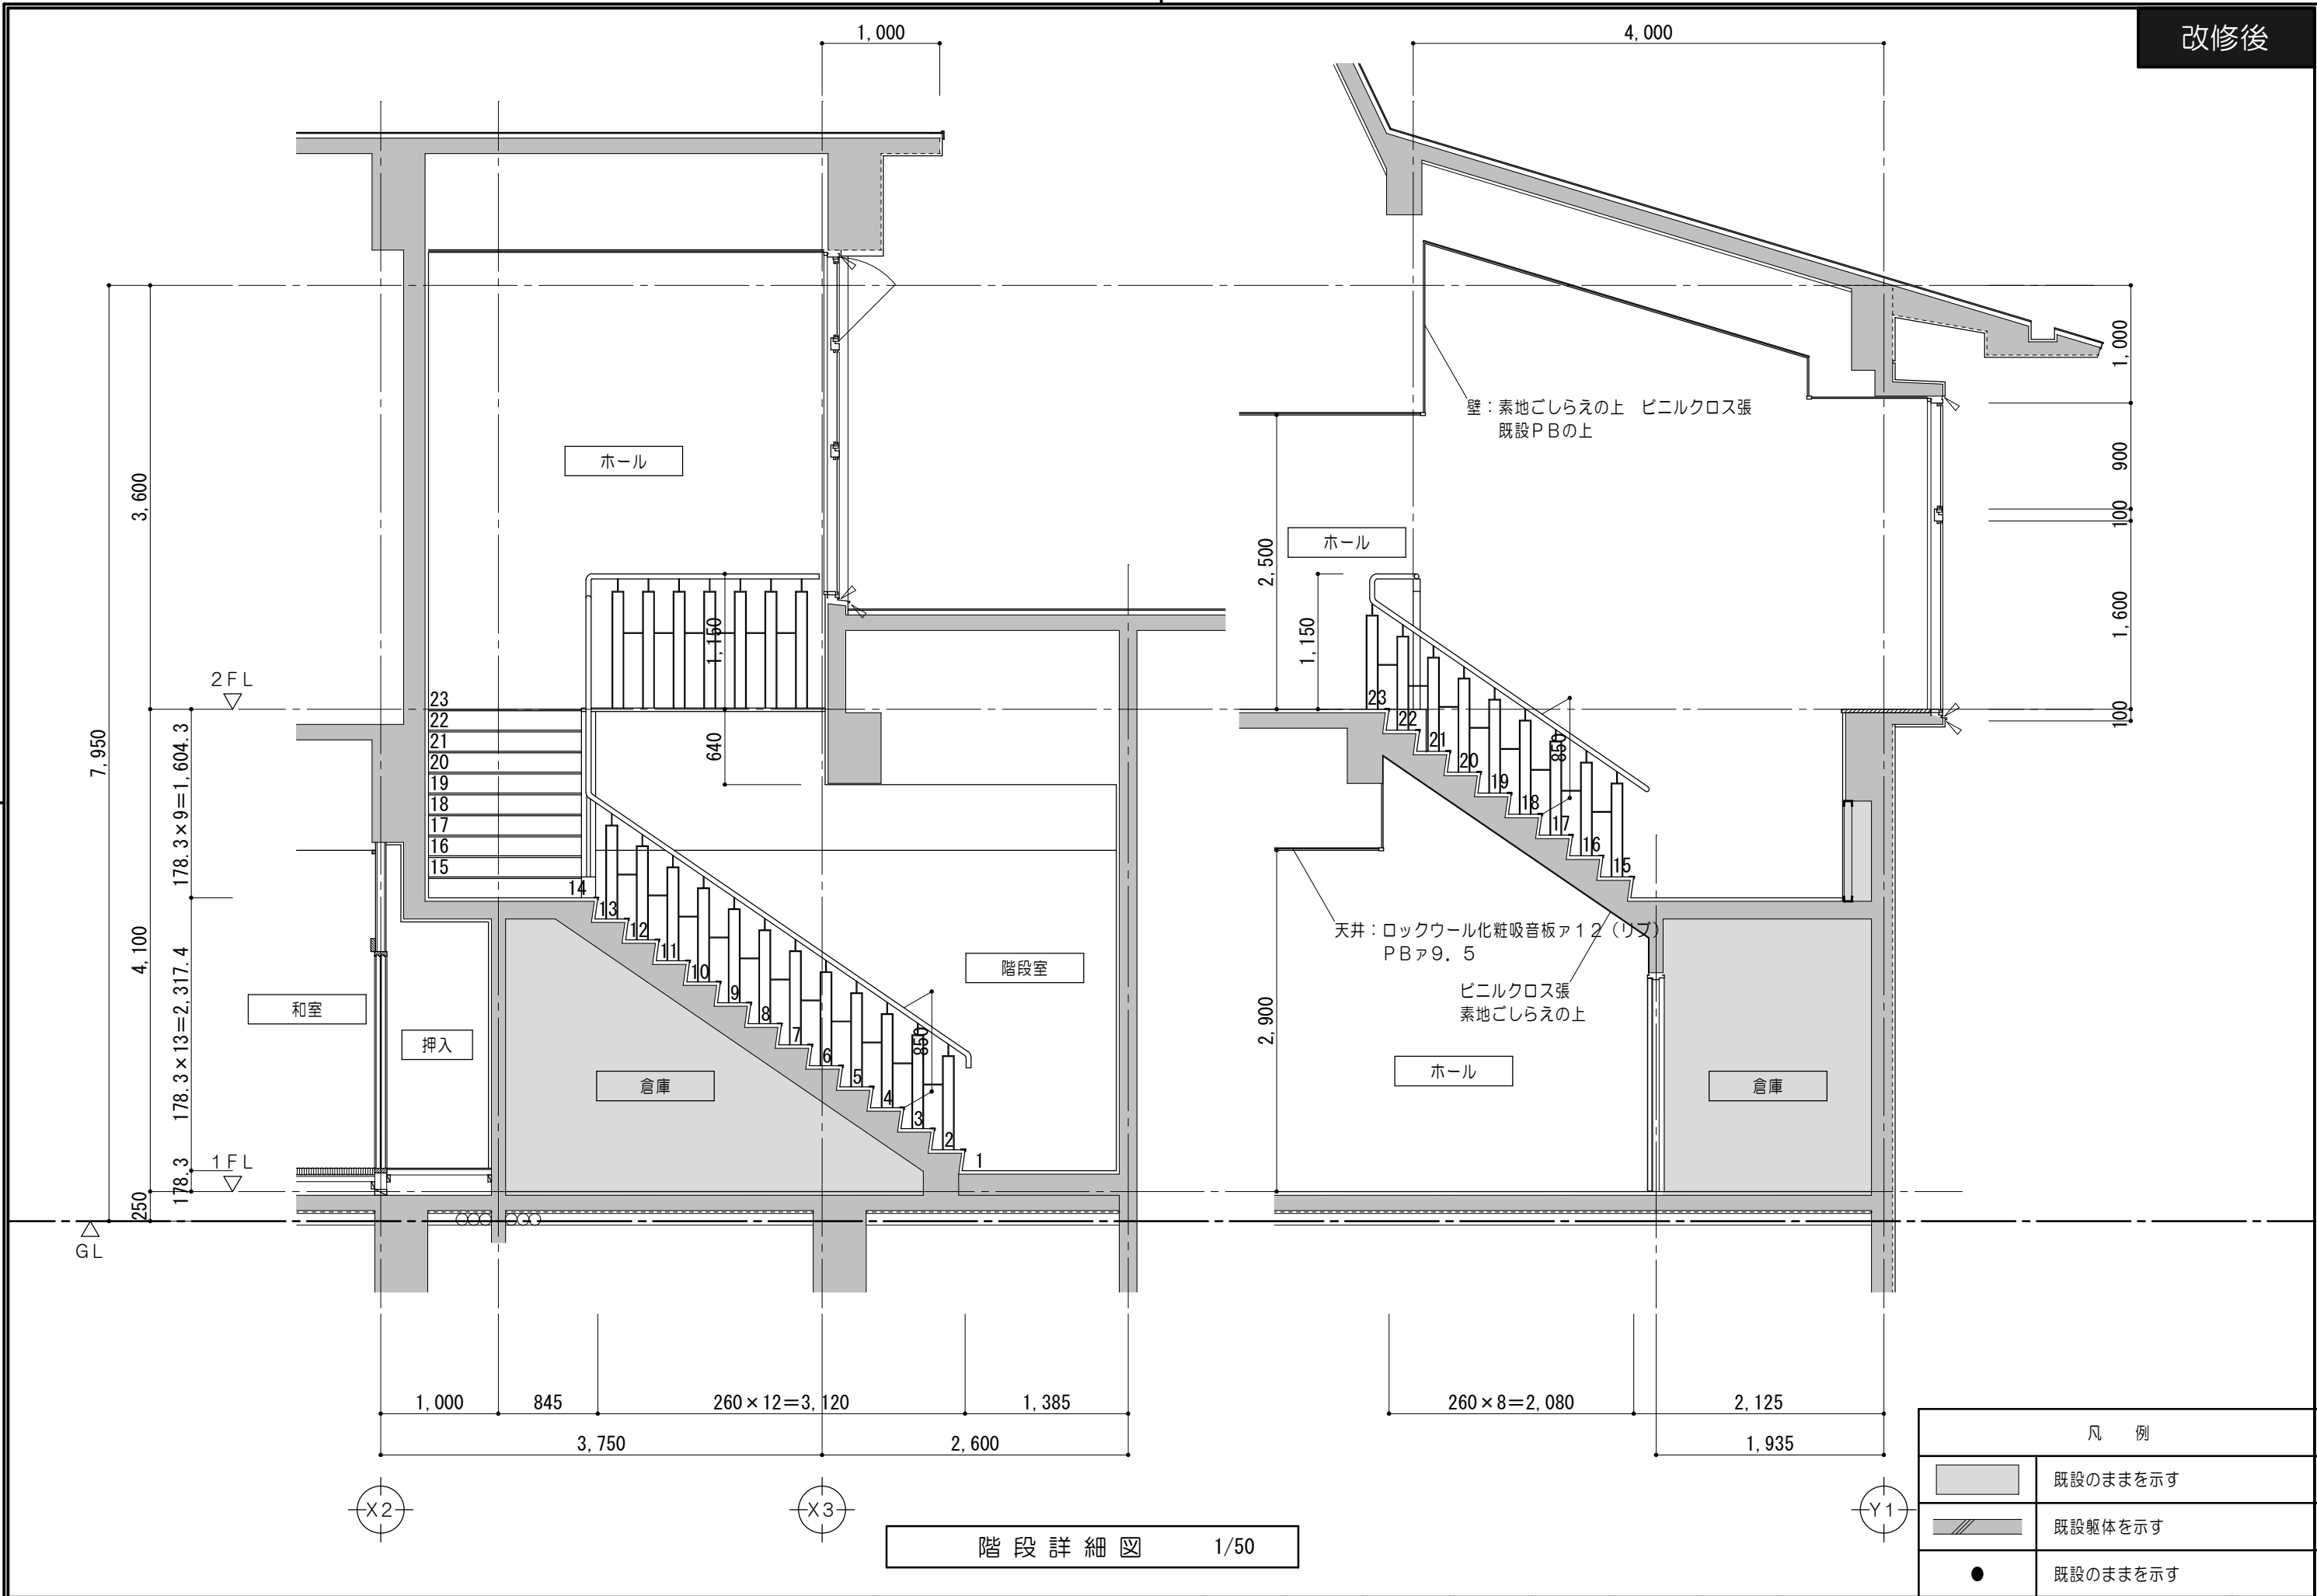 改修後
1,000
4,000
壁：素地ごしらえの上　ビニルクロス張
既設ＰＢの上
ホール
ホール
3,600
7,950
2,500
1,150
1,150
640
1,000
900
100
1,600
100
２ＦＬ
23
22
21
20
19
18
17
16
15
14
13
12
11
10
9
8
7
6
5
4
3
2
1
850
23
22
21
20
19
18
17
16
15
850
178.3×9＝1,604.3
4,100
178.3×13＝2,317.4
178.3
250
１ＦＬ
ＧＬ
和室
押入
倉庫
階段室
天井：ロックウール化粧吸音板ァ１２（リブ）
ＰＢァ９．５
ビニルクロス張
素地ごしらえの上
2,900
ホール
倉庫
1,000
845
260×12＝3,120
1,385
3,750
2,600
260×8＝2,080
2,125
1,935
Ｘ２
Ｘ３
Ｙ１
階段詳細図　1/50
凡　例
既設のままを示す
既設躯体を示す
既設のままを示す